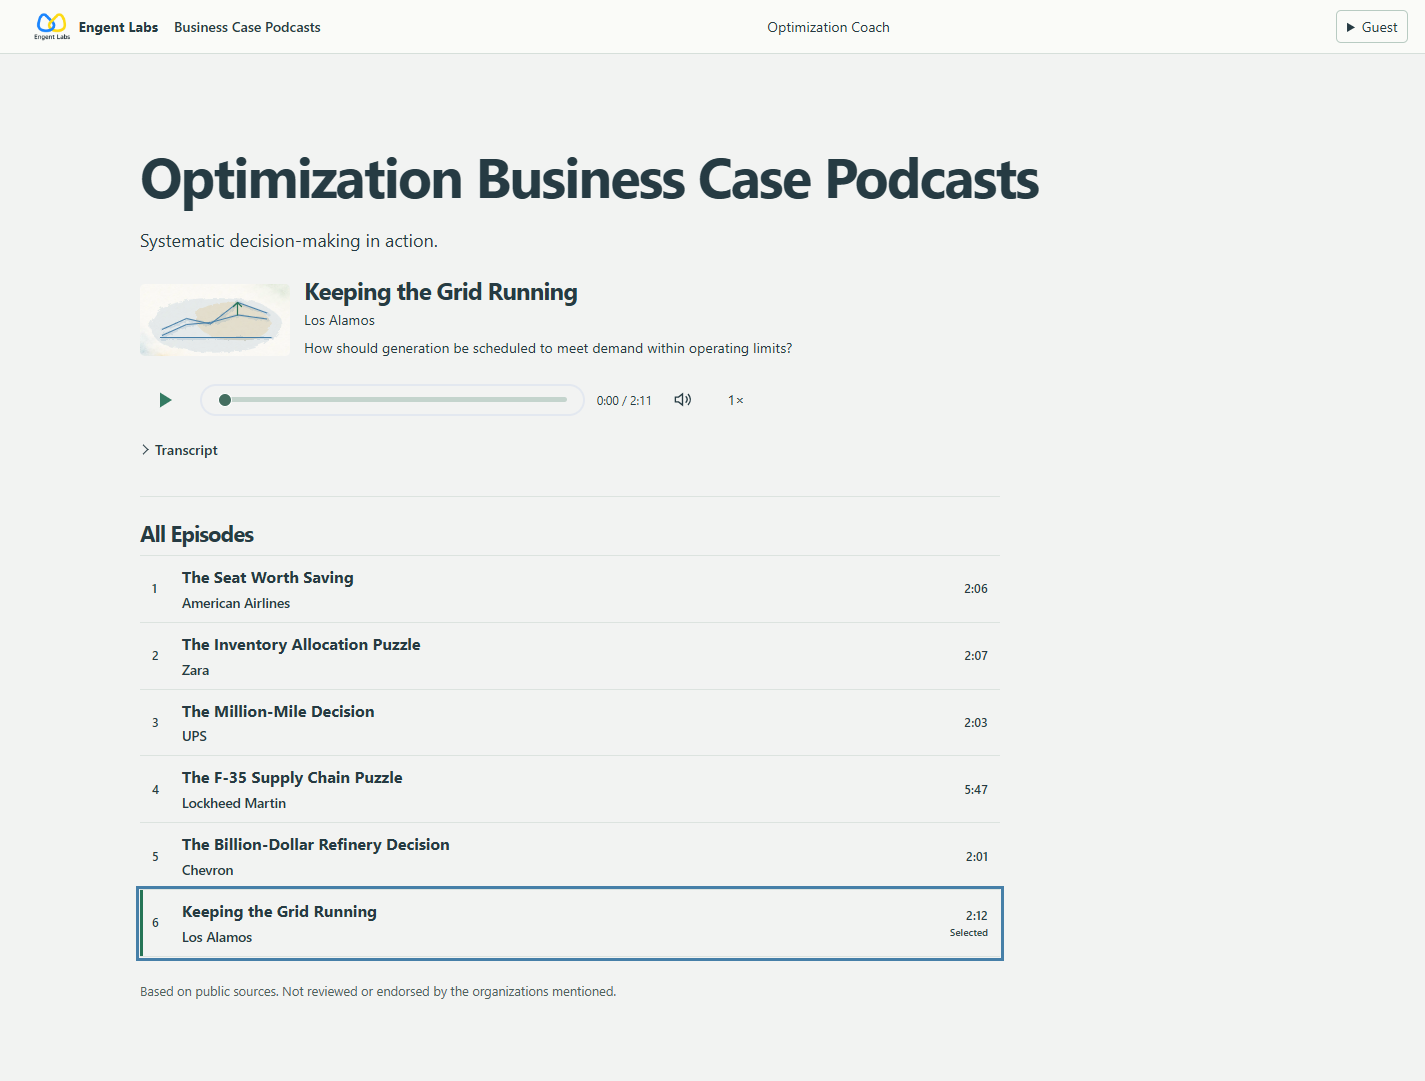 Engent Labs
Engent Labs
Business Case Podcasts
Optimization Coach
Guest
Optimization Business Case Podcasts
Systematic decision-making in action.
Keeping the Grid Running
Los Alamos
How should generation be scheduled to meet demand within operating limits?
0:00 / 2:11
1×
Transcript
All Episodes
1
The Seat Worth Saving
American Airlines
2:06
2
The Inventory Allocation Puzzle
Zara
2:07
3
The Million-Mile Decision
UPS
2:03
4
The F-35 Supply Chain Puzzle
Lockheed Martin
5:47
5
The Billion-Dollar Refinery Decision
Chevron
2:01
6
Keeping the Grid Running
Los Alamos
2:12
Selected
Based on public sources. Not reviewed or endorsed by the organizations mentioned.